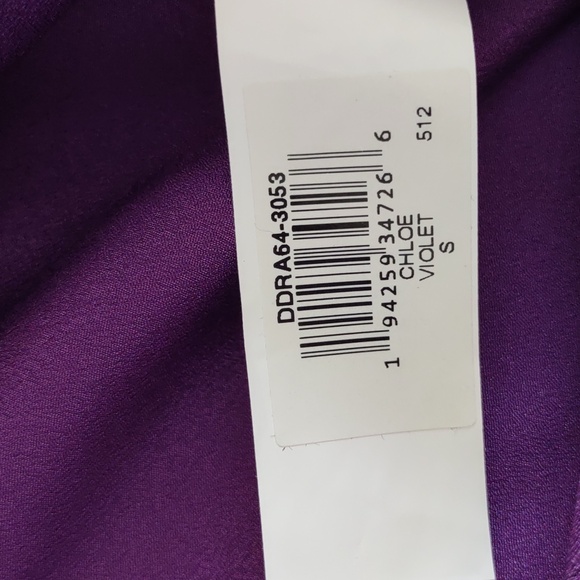 DDRA64-3053
1 94259 34726 6
CHLOE
VIOLET 512
S